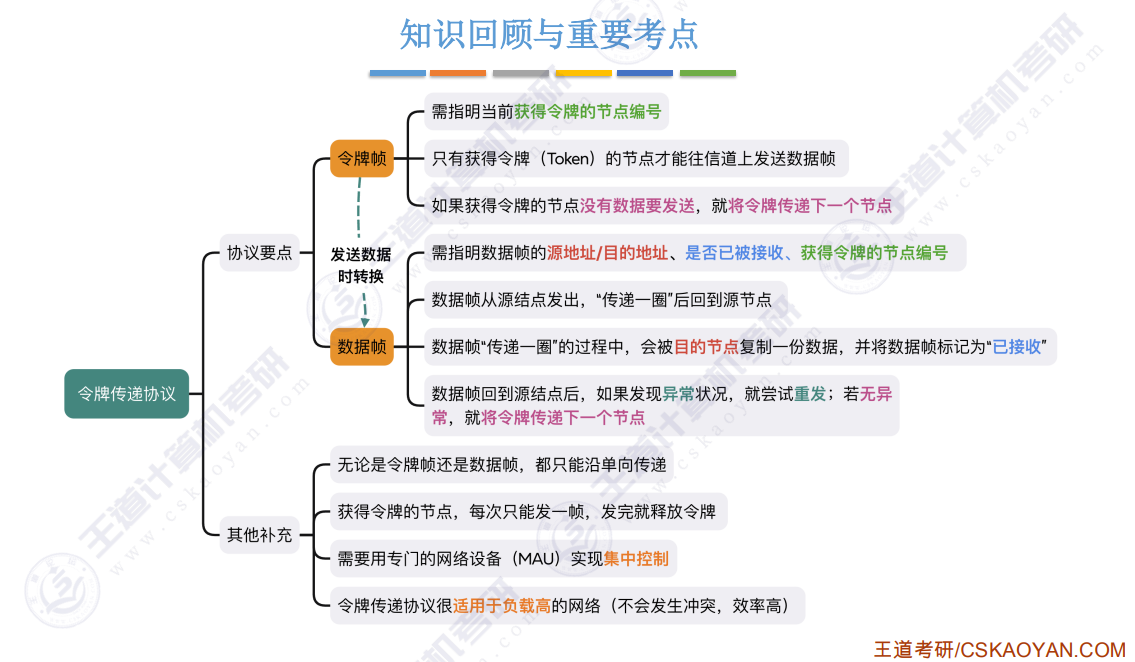 知识回顾与重要考点
令牌传递协议
协议要点
令牌帧
需指明当前获得令牌的节点编号
只有获得令牌（Token）的节点才能往信道上发送数据帧
如果获得令牌的节点没有数据要发送，就将令牌传递下一个节点
发送数据
时转换
数据帧
需指明数据帧的源地址/目的地址、是否已被接收、获得令牌的节点编号
数据帧从源结点发出，“传递一圈”后回到源节点
数据帧“传递一圈”的过程中，会被目的节点复制一份数据，并将数据帧标记为“已接收”
数据帧回到源结点后，如果发现异常状况，就尝试重发；若无异
常，就将令牌传递下一个节点
其他补充
无论是令牌帧还是数据帧，都只能沿单向传递
获得令牌的节点，每次只能发一帧，发完就释放令牌
需要用专门的网络设备（MAU）实现集中控制
令牌传递协议很适用于负载高的网络（不会发生冲突，效率高）
王道考研/CSKAOYAN.COM
王道计算机考研
www.cskaoyan.com